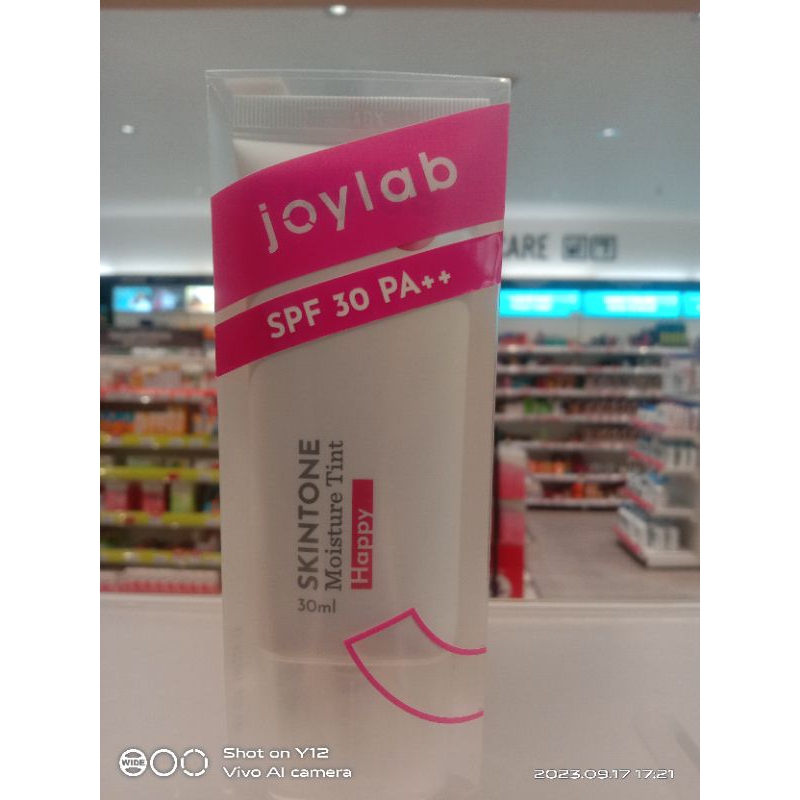 joylab
SPF 30 PA++
CARE
SKINTONE
Moisture Tint
Happy
30ml
WIDE
Shot on Y12
Vivo AI camera
2023.09.17 17:21